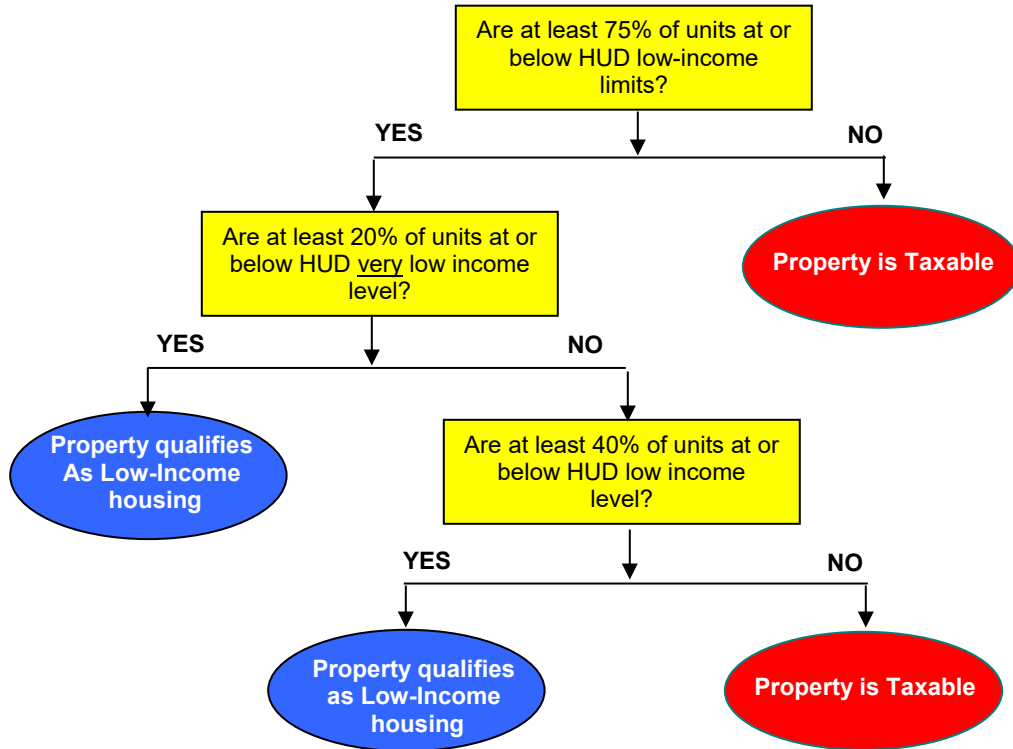 Are at least 75% of units at or
below HUD low-income
limits?
YES
NO
Are at least 20% of units at or
below HUD very low income
level?
Property is Taxable
YES
NO
Property qualifies
As Low-Income
housing
Are at least 40% of units at or
below HUD low income
level?
YES
NO
Property qualifies
as Low-Income
housing
Property is Taxable